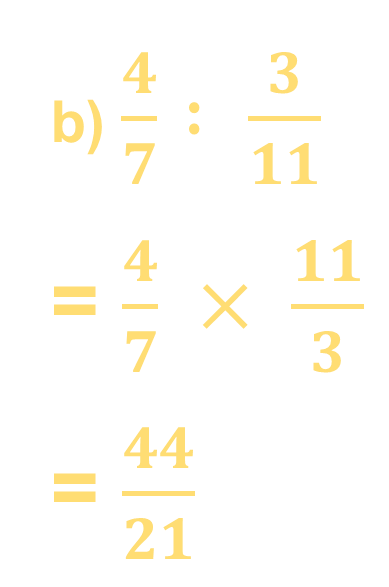 b) 4/7 : 3/11
= 4/7 × 11/3
= 44/21